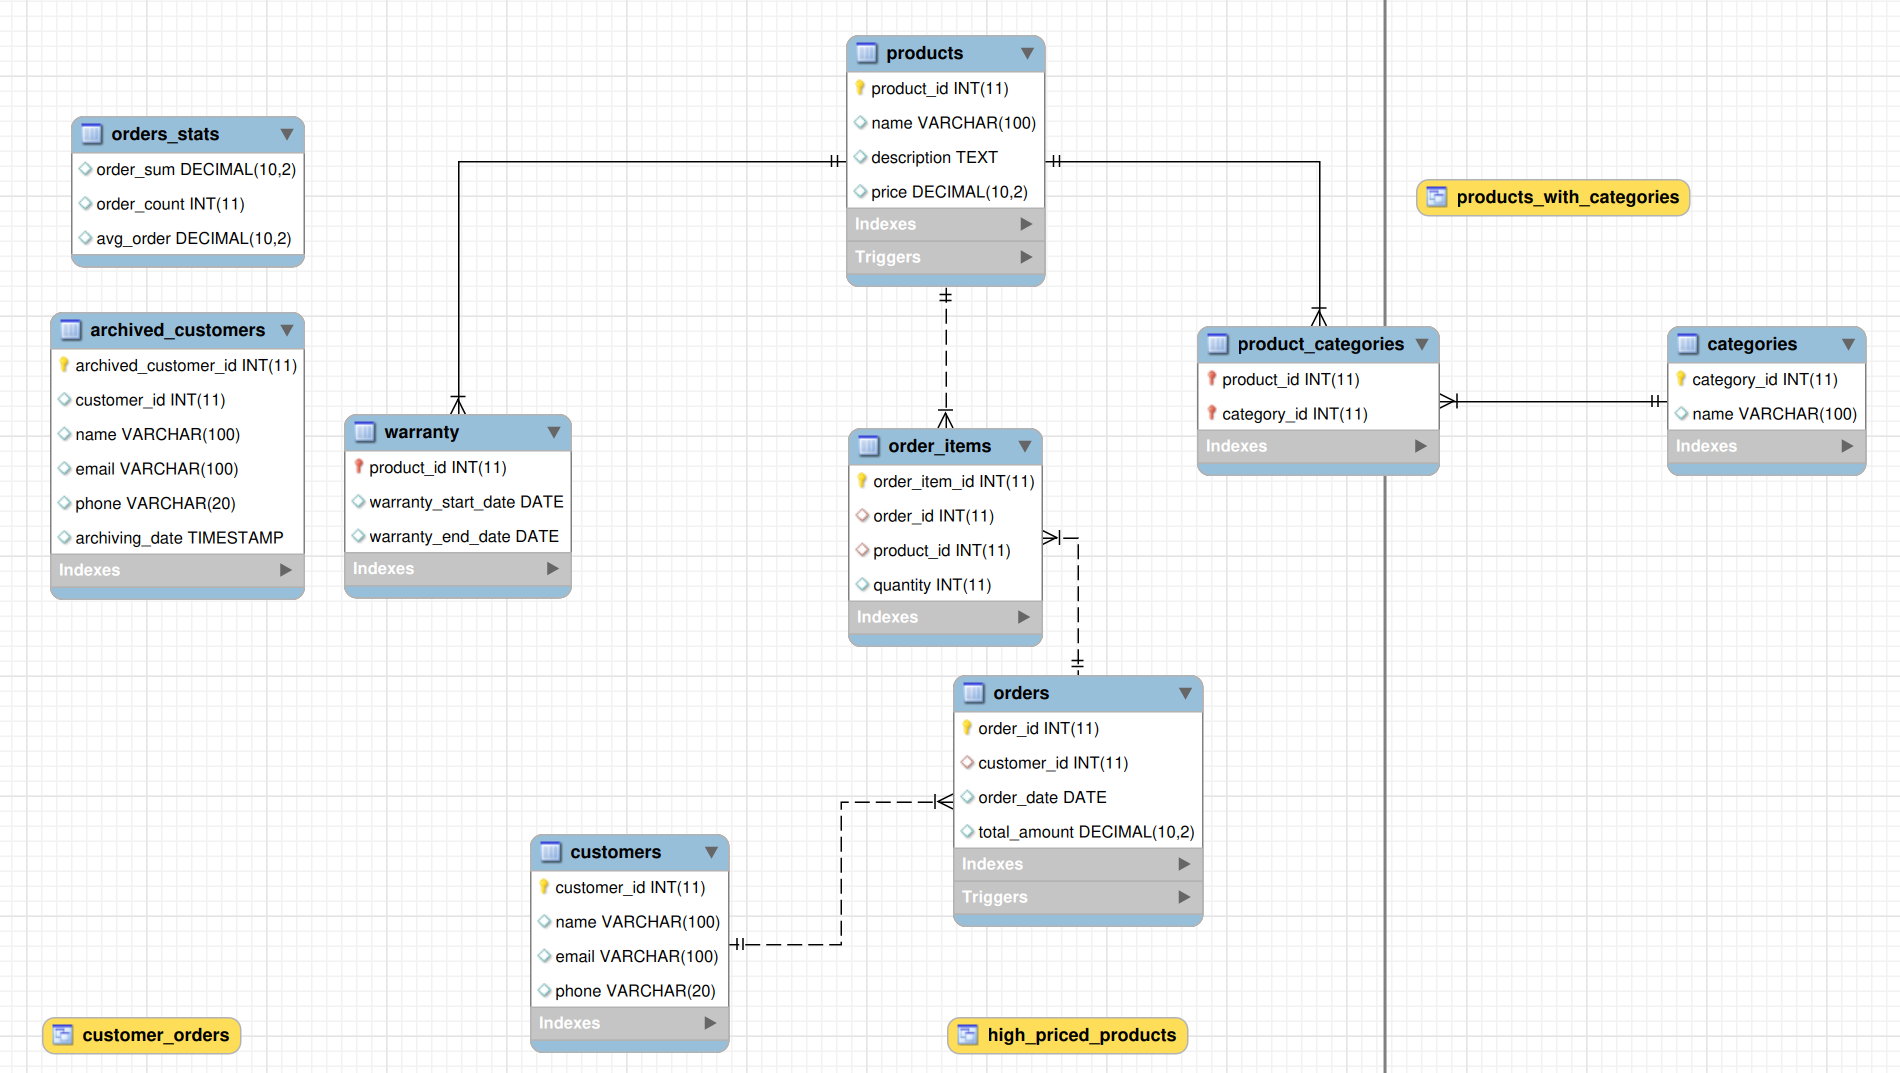 products
product_id INT(11)
name VARCHAR(100)
description TEXT
price DECIMAL(10,2)
Indexes
Triggers
orders_stats
order_sum DECIMAL(10,2)
order_count INT(11)
avg_order DECIMAL(10,2)
products_with_categories
archived_customers
archived_customer_id INT(11)
customer_id INT(11)
name VARCHAR(100)
email VARCHAR(100)
phone VARCHAR(20)
archiving_date TIMESTAMP
Indexes
warranty
product_id INT(11)
warranty_start_date DATE
warranty_end_date DATE
Indexes
order_items
order_item_id INT(11)
order_id INT(11)
product_id INT(11)
quantity INT(11)
Indexes
product_categories
product_id INT(11)
category_id INT(11)
Indexes
categories
category_id INT(11)
name VARCHAR(100)
Indexes
orders
order_id INT(11)
customer_id INT(11)
order_date DATE
total_amount DECIMAL(10,2)
Indexes
Triggers
customers
customer_id INT(11)
name VARCHAR(100)
email VARCHAR(100)
phone VARCHAR(20)
Indexes
customer_orders
high_priced_products